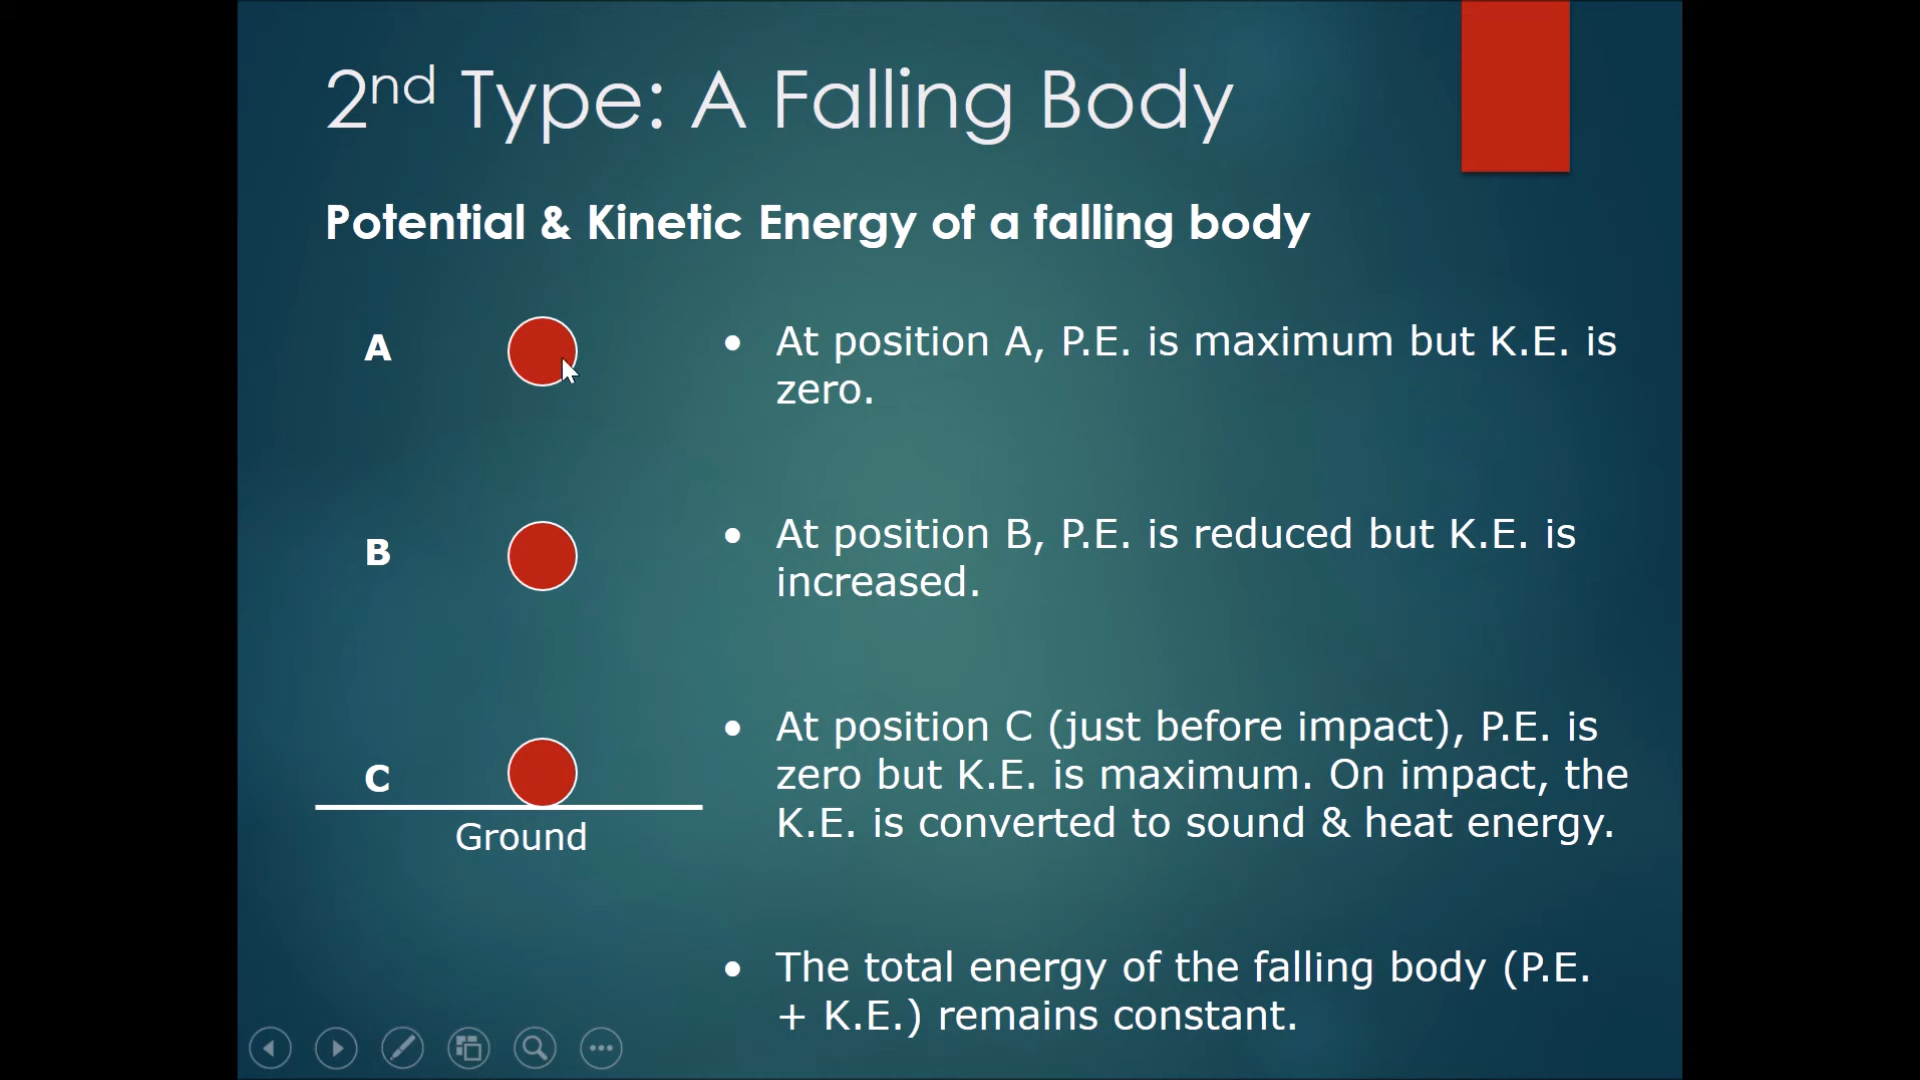 2nd Type: A Falling Body
Potential & Kinetic Energy of a falling body
A
• At position A, P.E. is maximum but K.E. is
zero.
B
• At position B, P.E. is reduced but K.E. is
increased.
C
• At position C (just before impact), P.E. is
zero but K.E. is maximum. On impact, the
K.E. is converted to sound & heat energy.
Ground
• The total energy of the falling body (P.E.
+ K.E.) remains constant.